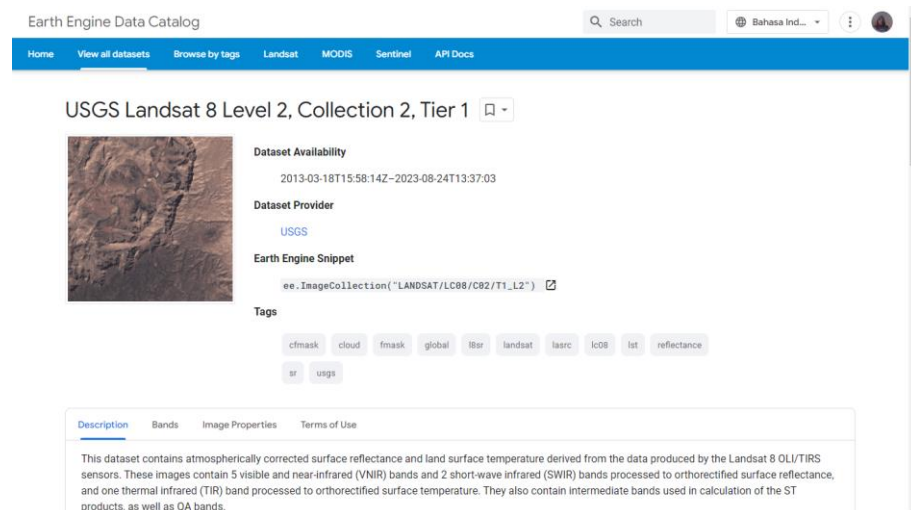 Earth Engine Data Catalog
Search
Bahasa Ind...
Home View all datasets Browse by tags Landsat MODIS Sentinel API Docs
USGS Landsat 8 Level 2, Collection 2, Tier 1
Dataset Availability
2013-03-18T15:58:14Z–2023-08-24T13:37:03
Dataset Provider
USGS
Earth Engine Snippet
ee.ImageCollection("LANDSAT/LC08/C02/T1_L2")
Tags
cfmask cloud fmask global l8sr landsat lasrc lc08 lst reflectance
sr usgs
Description Bands Image Properties Terms of Use
This dataset contains atmospherically corrected surface reflectance and land surface temperature derived from the data produced by the Landsat 8 OLI/TIRS
sensors. These images contain 5 visible and near-infrared (VNIR) bands and 2 short-wave infrared (SWIR) bands processed to orthorectified surface reflectance,
and one thermal infrared (TIR) band processed to orthorectified surface temperature. They also contain intermediate bands used in calculation of the ST
products, as well as QA bands.